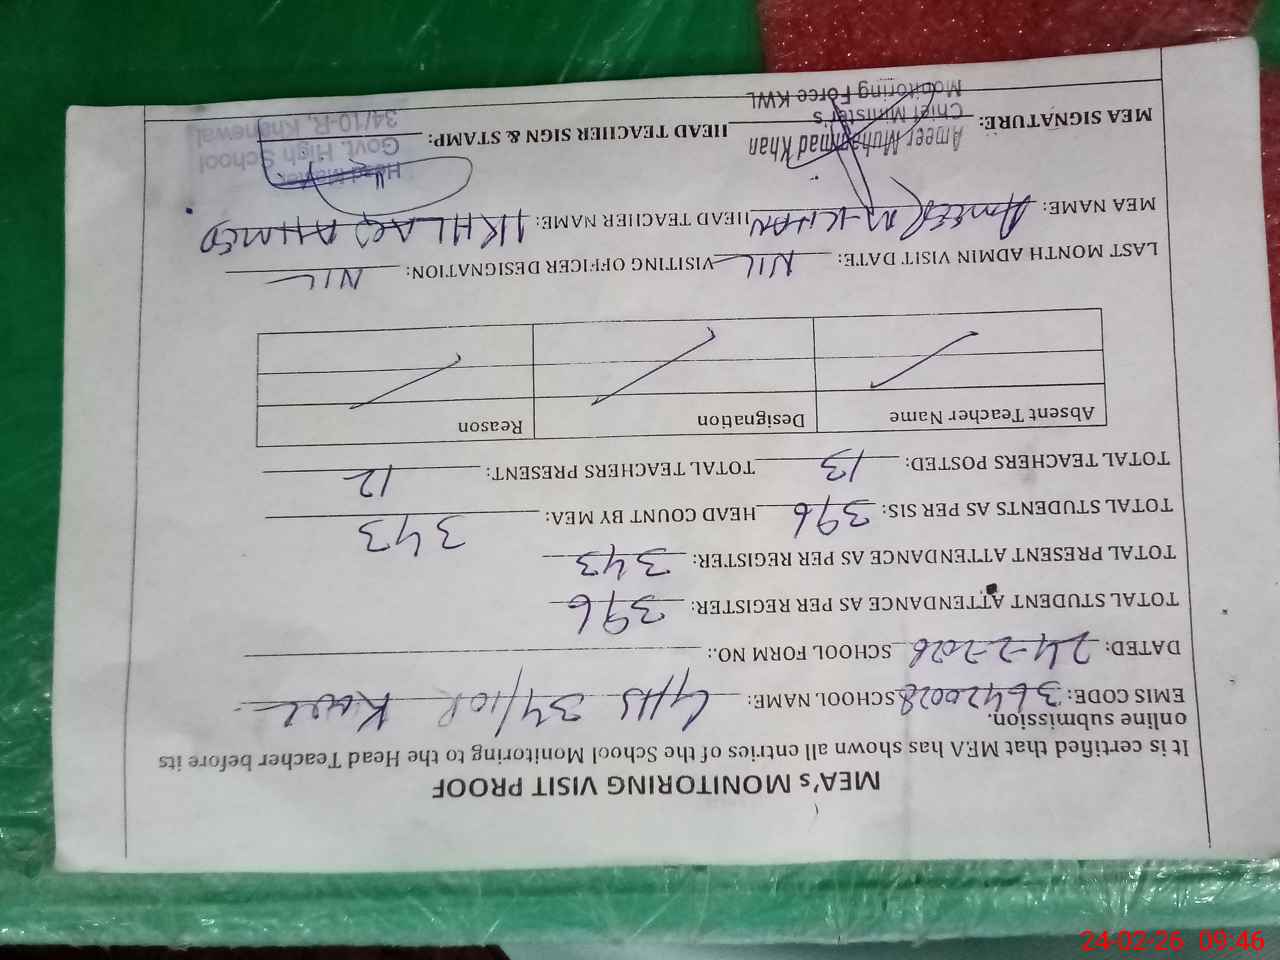 MEA's MONITORING VISIT PROOF
It is certified that MEA has shown all entries of the School Monitoring to the Head Teacher before its
online submission.
EMIS CODE: 36420028 SCHOOL NAME: GHS 34/10R Kwl
DATED: 24-2-2026 SCHOOL FORM NO.:
TOTAL STUDENT ATTENDANCE AS PER REGISTER: 396
TOTAL PRESENT ATTENDANCE AS PER REGISTER: 343
TOTAL STUDENTS AS PER SIS: 396 HEAD COUNT BY MEA: 343
TOTAL TEACHERS POSTED: 13 TOTAL TEACHERS PRESENT: 12
Absent Teacher Name Designation Reason
LAST MONTH ADMIN VISIT DATE: NIL VISITING OFFICER DESIGNATION: NIL
MEA NAME: AMEER M. KHAN HEAD TEACHER NAME: IKHLAQ AHMED
MEA SIGNATURE: HEAD TEACHER SIGN & STAMP:
Ameer Muhammad Khan
Chief Minister's
Monitoring Force KWL
Head Master
Govt. High School
34/10-R, Khanewal
24-02-26 09:46